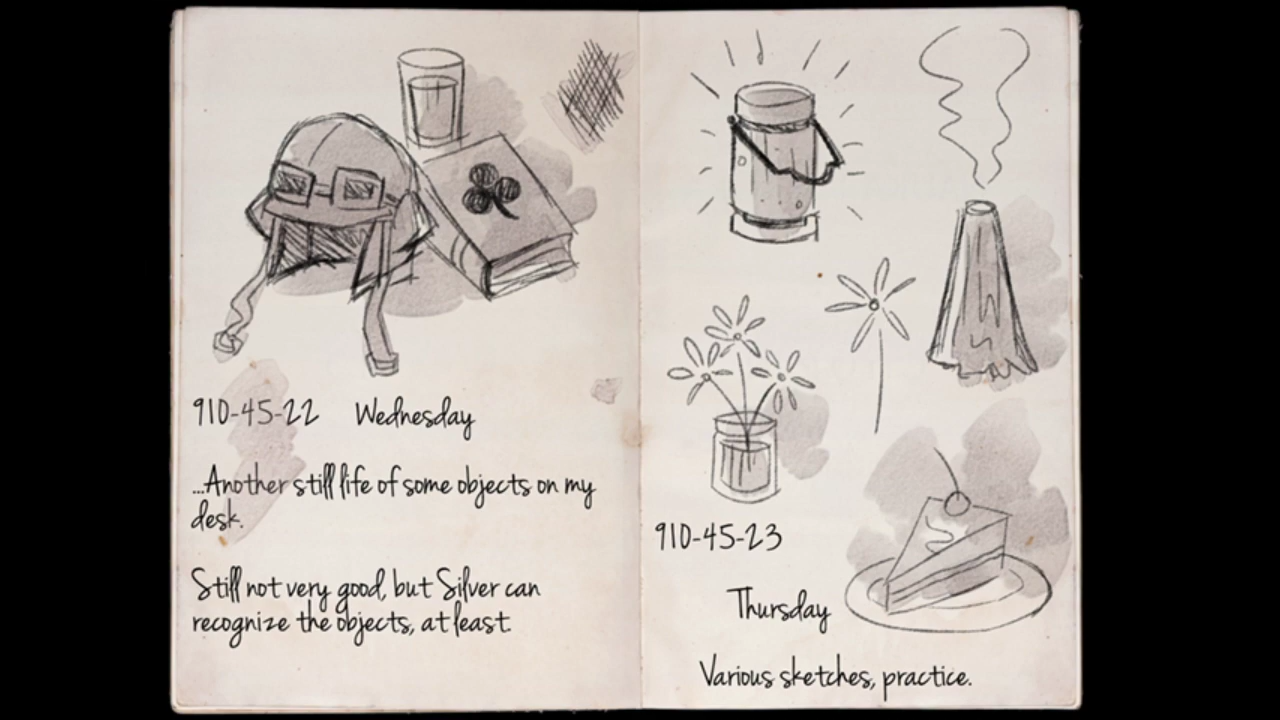 910-45-22 Wednesday
...Another still life of some objects on my
desk.
Still not very good, but Silver can
recognize the objects, at least.
910-45-23
Thursday
Various sketches, practice.